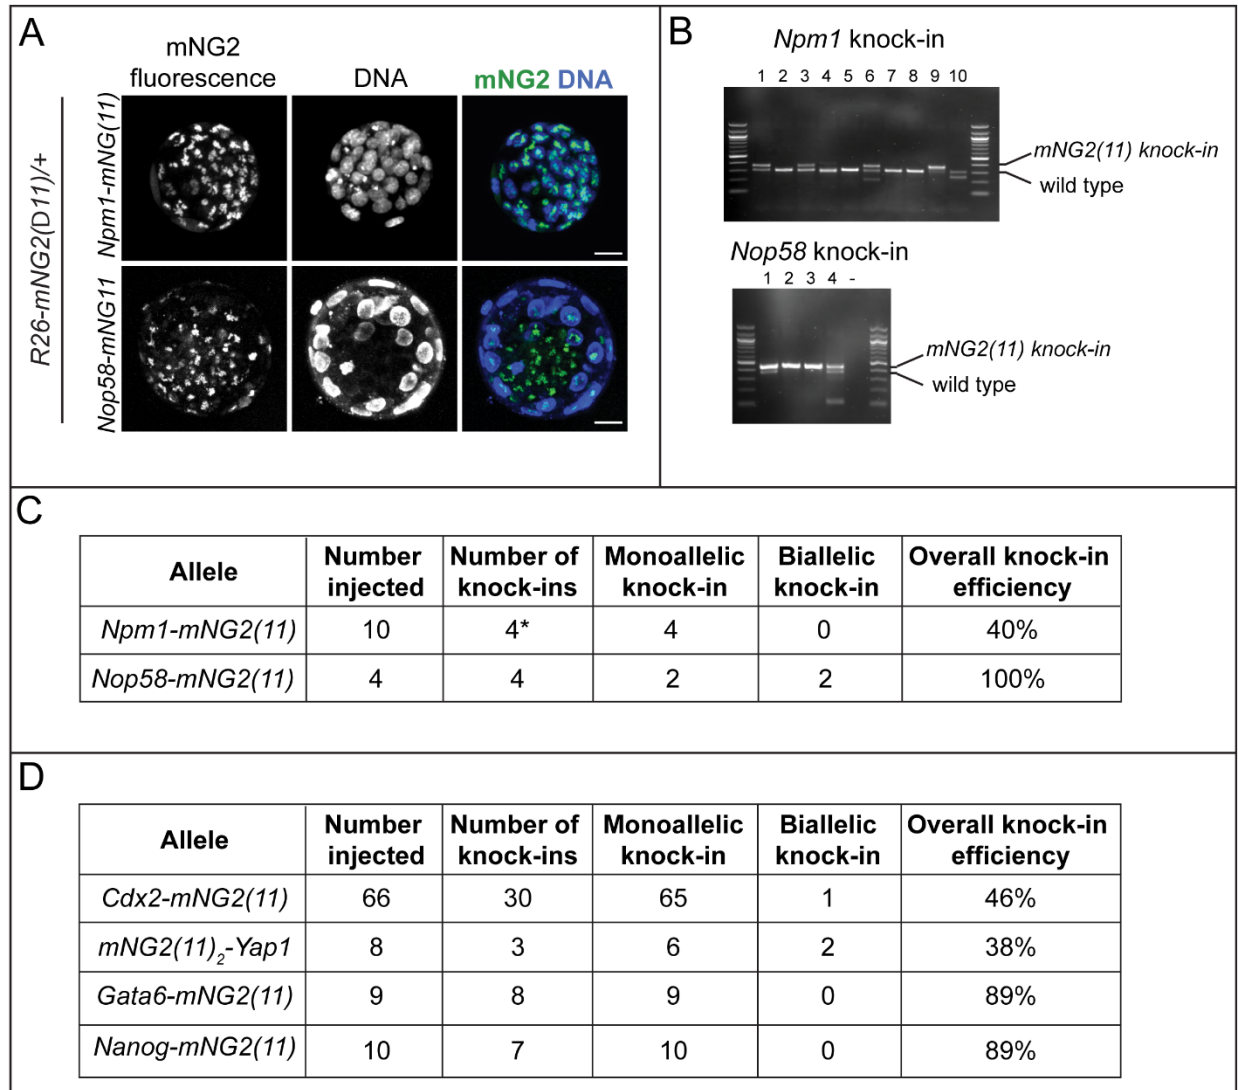 A
mNG2
fluorescence
DNA
mNG2 DNA
R26-mNG2(D11)/+
Npm1-mNG(11)
Nop58-mNG11
B
Npm1 knock-in
1 2 3 4 5 6 7 8 9 10
mNG2(11) knock-in
wild type
Nop58 knock-in
1 2 3 4 -
mNG2(11) knock-in
wild type
C
Allele Number injected Number of knock-ins Monoallelic knock-in Biallelic knock-in Overall knock-in efficiency
Npm1-mNG2(11) 10 4* 4 0 40%
Nop58-mNG2(11) 4 4 2 2 100%
D
Allele Number injected Number of knock-ins Monoallelic knock-in Biallelic knock-in Overall knock-in efficiency
Cdx2-mNG2(11) 66 30 65 1 46%
mNG2(11)2-Yap1 8 3 6 2 38%
Gata6-mNG2(11) 9 8 9 0 89%
Nanog-mNG2(11) 10 7 10 0 89%